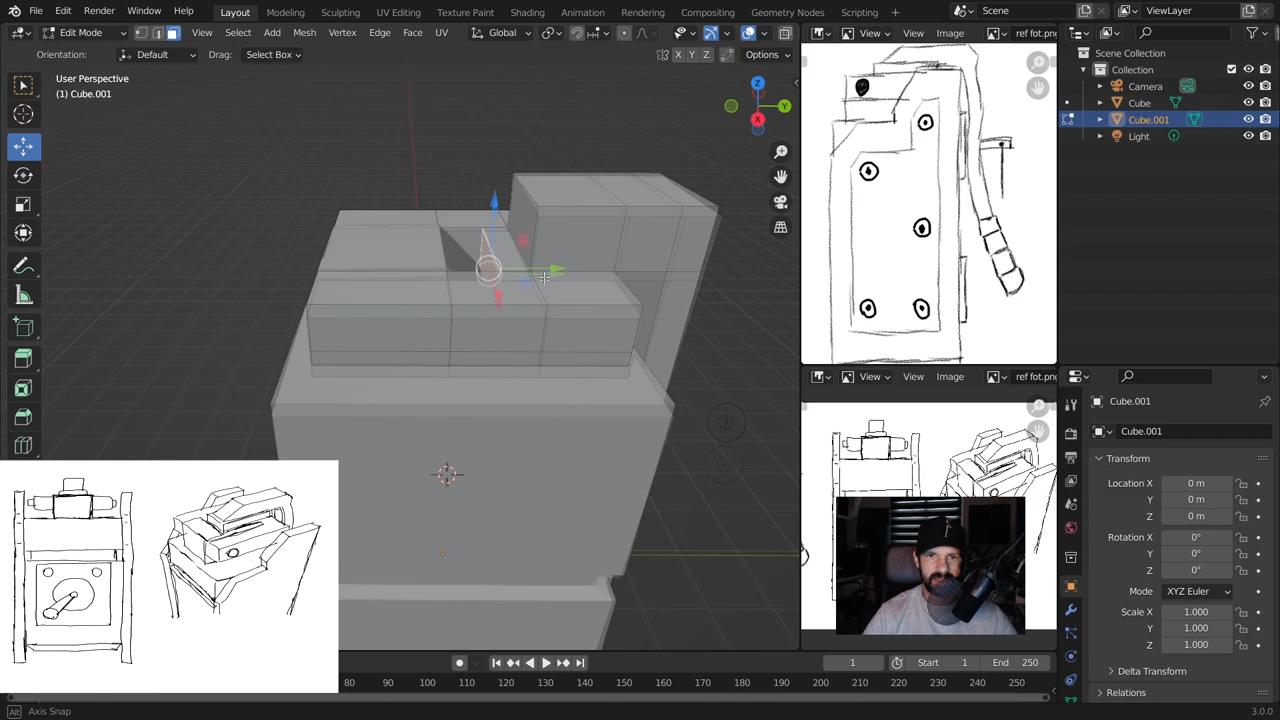 File Edit Render Window Help
Layout Modeling Sculpting UV Editing Texture Paint Shading Animation Rendering Compositing Geometry Nodes Scripting
Scene
ViewLayer
Edit Mode View Select Add Mesh Vertex Edge Face UV
Global
Orientation: Default Drag: Select Box
X Y Z Options
User Perspective
(1) Cube.001
Z
Y
X
View View Image ref fot.png
View View Image ref fot.png
Scene Collection
Collection
Camera
Cube
Cube.001
Light
Cube.001
Cube.001
Transform
Location X 0 m
Y 0 m
Z 0 m
Rotation X 0°
Y 0°
Z 0°
Mode XYZ Euler
Scale X 1.000
Y 1.000
Z 1.000
Delta Transform
Relations
1 Start 1 End 250
80 90 100 110 120 130 140 150 160 170 180 190 200 210 220 230 240 250
Alt Axis Snap
3.0.0